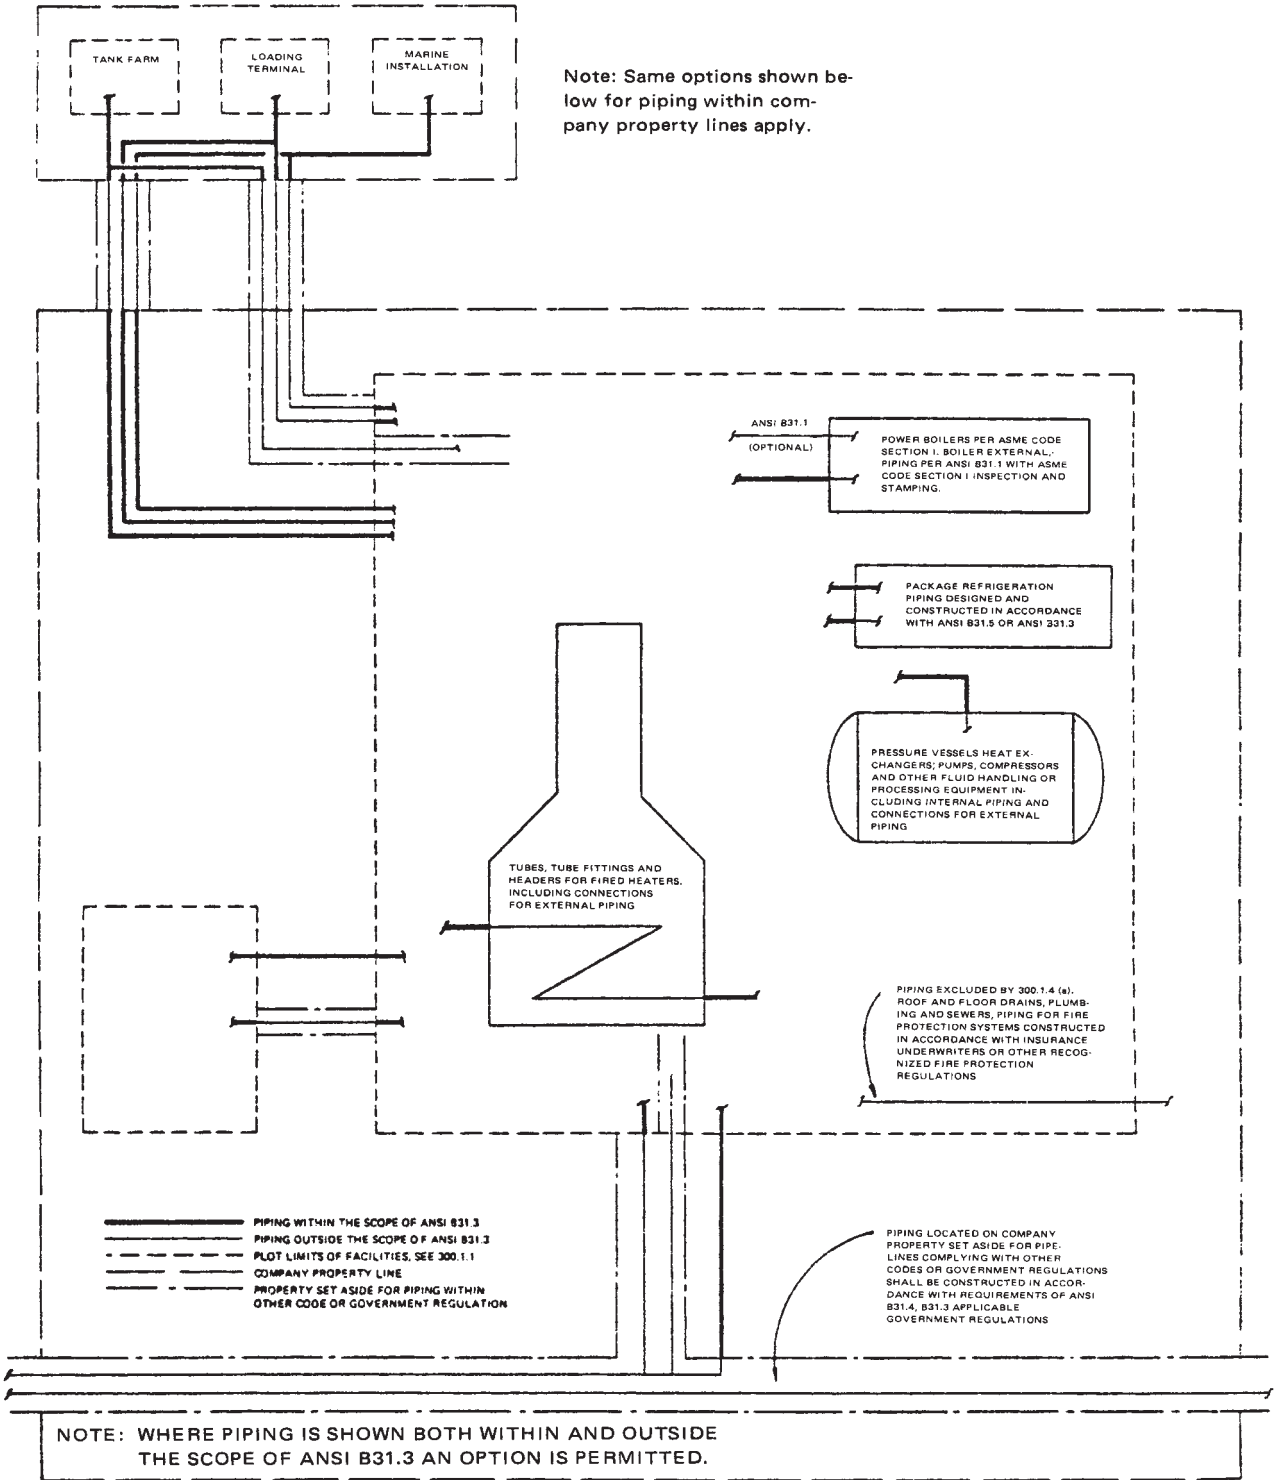 TANK FARM
LOADING
TERMINAL
MARINE
INSTALLATION
Note: Same options shown be-
low for piping within com-
pany property lines apply.
ANSI B31.1
(OPTIONAL)
POWER BOILERS PER ASME CODE
SECTION I. BOILER EXTERNAL,
PIPING PER ANSI B31.1 WITH ASME
CODE SECTION I INSPECTION AND
STAMPING.
PACKAGE REFRIGERATION
PIPING DESIGNED AND
CONSTRUCTED IN ACCORDANCE
WITH ANSI B31.5 OR ANSI B31.3
PRESSURE VESSELS HEAT EX-
CHANGERS; PUMPS, COMPRESSORS
AND OTHER FLUID HANDLING OR
PROCESSING EQUIPMENT IN-
CLUDING INTERNAL PIPING AND
CONNECTIONS FOR EXTERNAL
PIPING
TUBES, TUBE FITTINGS AND
HEADERS FOR FIRED HEATERS.
INCLUDING CONNECTIONS
FOR EXTERNAL PIPING
PIPING EXCLUDED BY 300.1.4 (a).
ROOF AND FLOOR DRAINS, PLUMB-
ING AND SEWERS, PIPING FOR FIRE
PROTECTION SYSTEMS CONSTRUCTED
IN ACCORDANCE WITH INSURANCE
UNDERWRITERS OR OTHER RECOG-
NIZED FIRE PROTECTION
REGULATIONS
PIPING WITHIN THE SCOPE OF ANSI B31.3
PIPING OUTSIDE THE SCOPE OF ANSI B31.3
PLOT LIMITS OF FACILITIES, SEE 300.1.1
COMPANY PROPERTY LINE
PROPERTY SET ASIDE FOR PIPING WITHIN
OTHER CODE OR GOVERNMENT REGULATION
PIPING LOCATED ON COMPANY
PROPERTY SET ASIDE FOR PIPE-
LINES COMPLYING WITH OTHER
CODES OR GOVERNMENT REGULATIONS
SHALL BE CONSTRUCTED IN ACCOR-
DANCE WITH REQUIREMENTS OF ANSI
B31.4, B31.3 APPLICABLE
GOVERNMENT REGULATIONS
NOTE: WHERE PIPING IS SHOWN BOTH WITHIN AND OUTSIDE
THE SCOPE OF ANSI B31.3 AN OPTION IS PERMITTED.